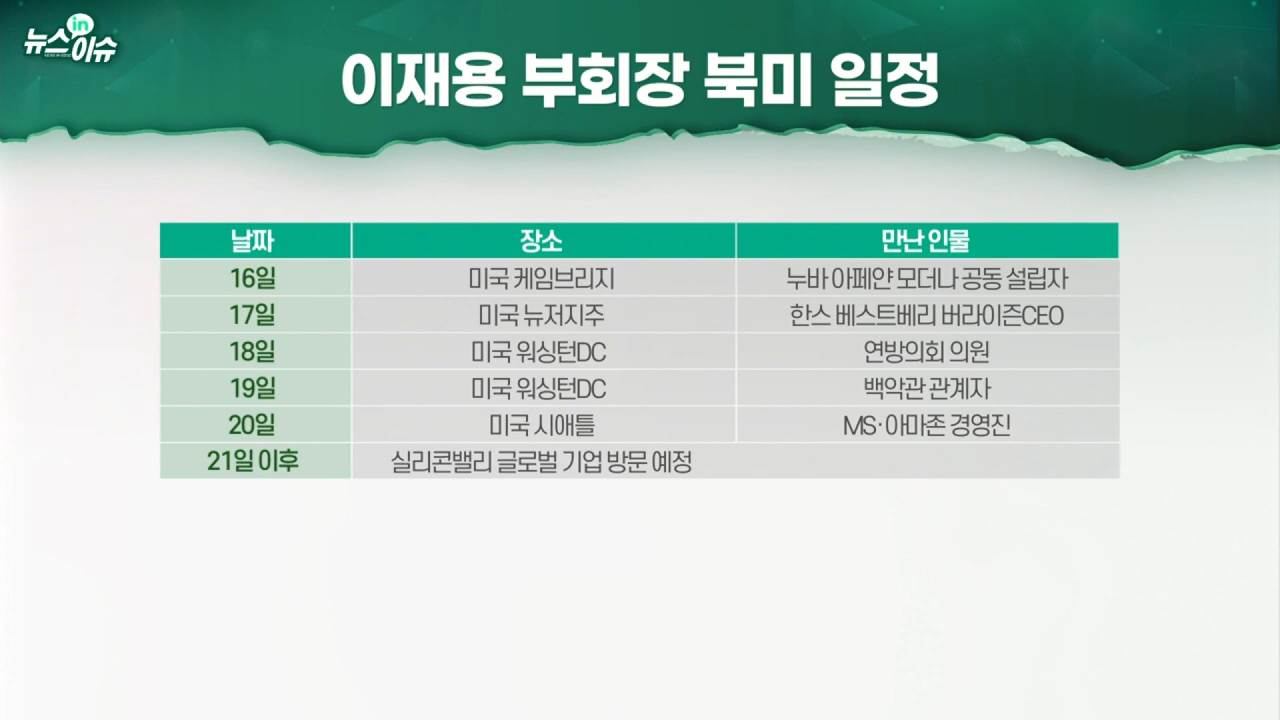 뉴스in이슈
이재용 부회장 북미 일정
날짜 장소 만난 인물
16일 미국 케임브리지 누바 아페얀 모더나 공동 설립자
17일 미국 뉴저지주 한스 베스트베리 버라이즌CEO
18일 미국 워싱턴DC 연방의회 의원
19일 미국 워싱턴DC 백악관 관계자
20일 미국 시애틀 MS·아마존 경영진
21일 이후 실리콘밸리 글로벌 기업 방문 예정